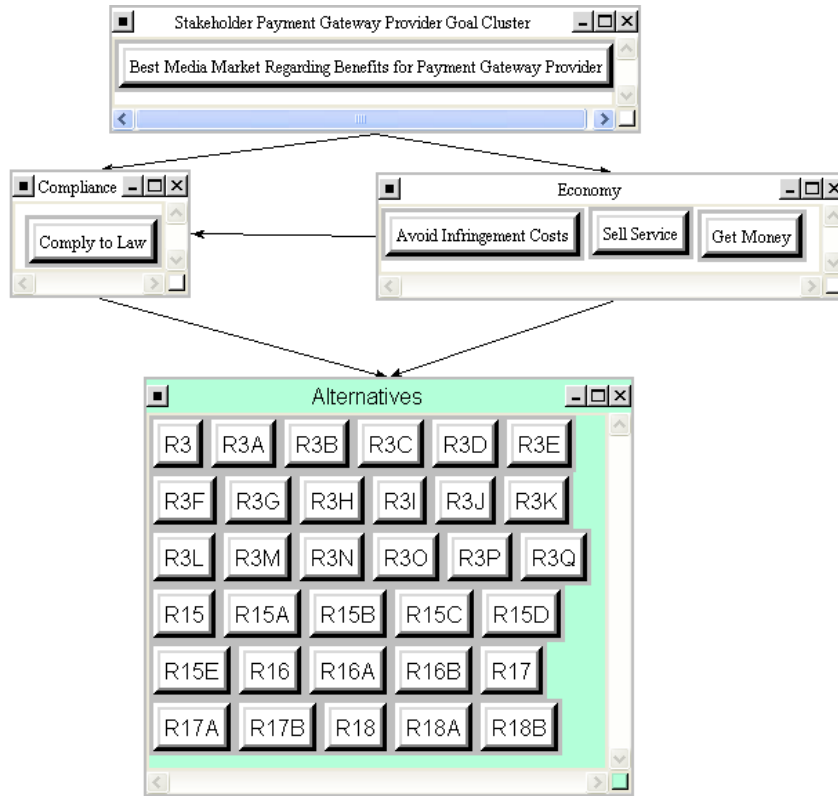 Stakeholder Payment Gateway Provider Goal Cluster
Best Media Market Regarding Benefits for Payment Gateway Provider
Compliance
Comply to Law
Economy
Avoid Infringement Costs Sell Service Get Money
Alternatives
R3 R3A R3B R3C R3D R3E
R3F R3G R3H R3I R3J R3K
R3L R3M R3N R3O R3P R3Q
R15 R15A R15B R15C R15D
R15E R16 R16A R16B R17
R17A R17B R18 R18A R18B